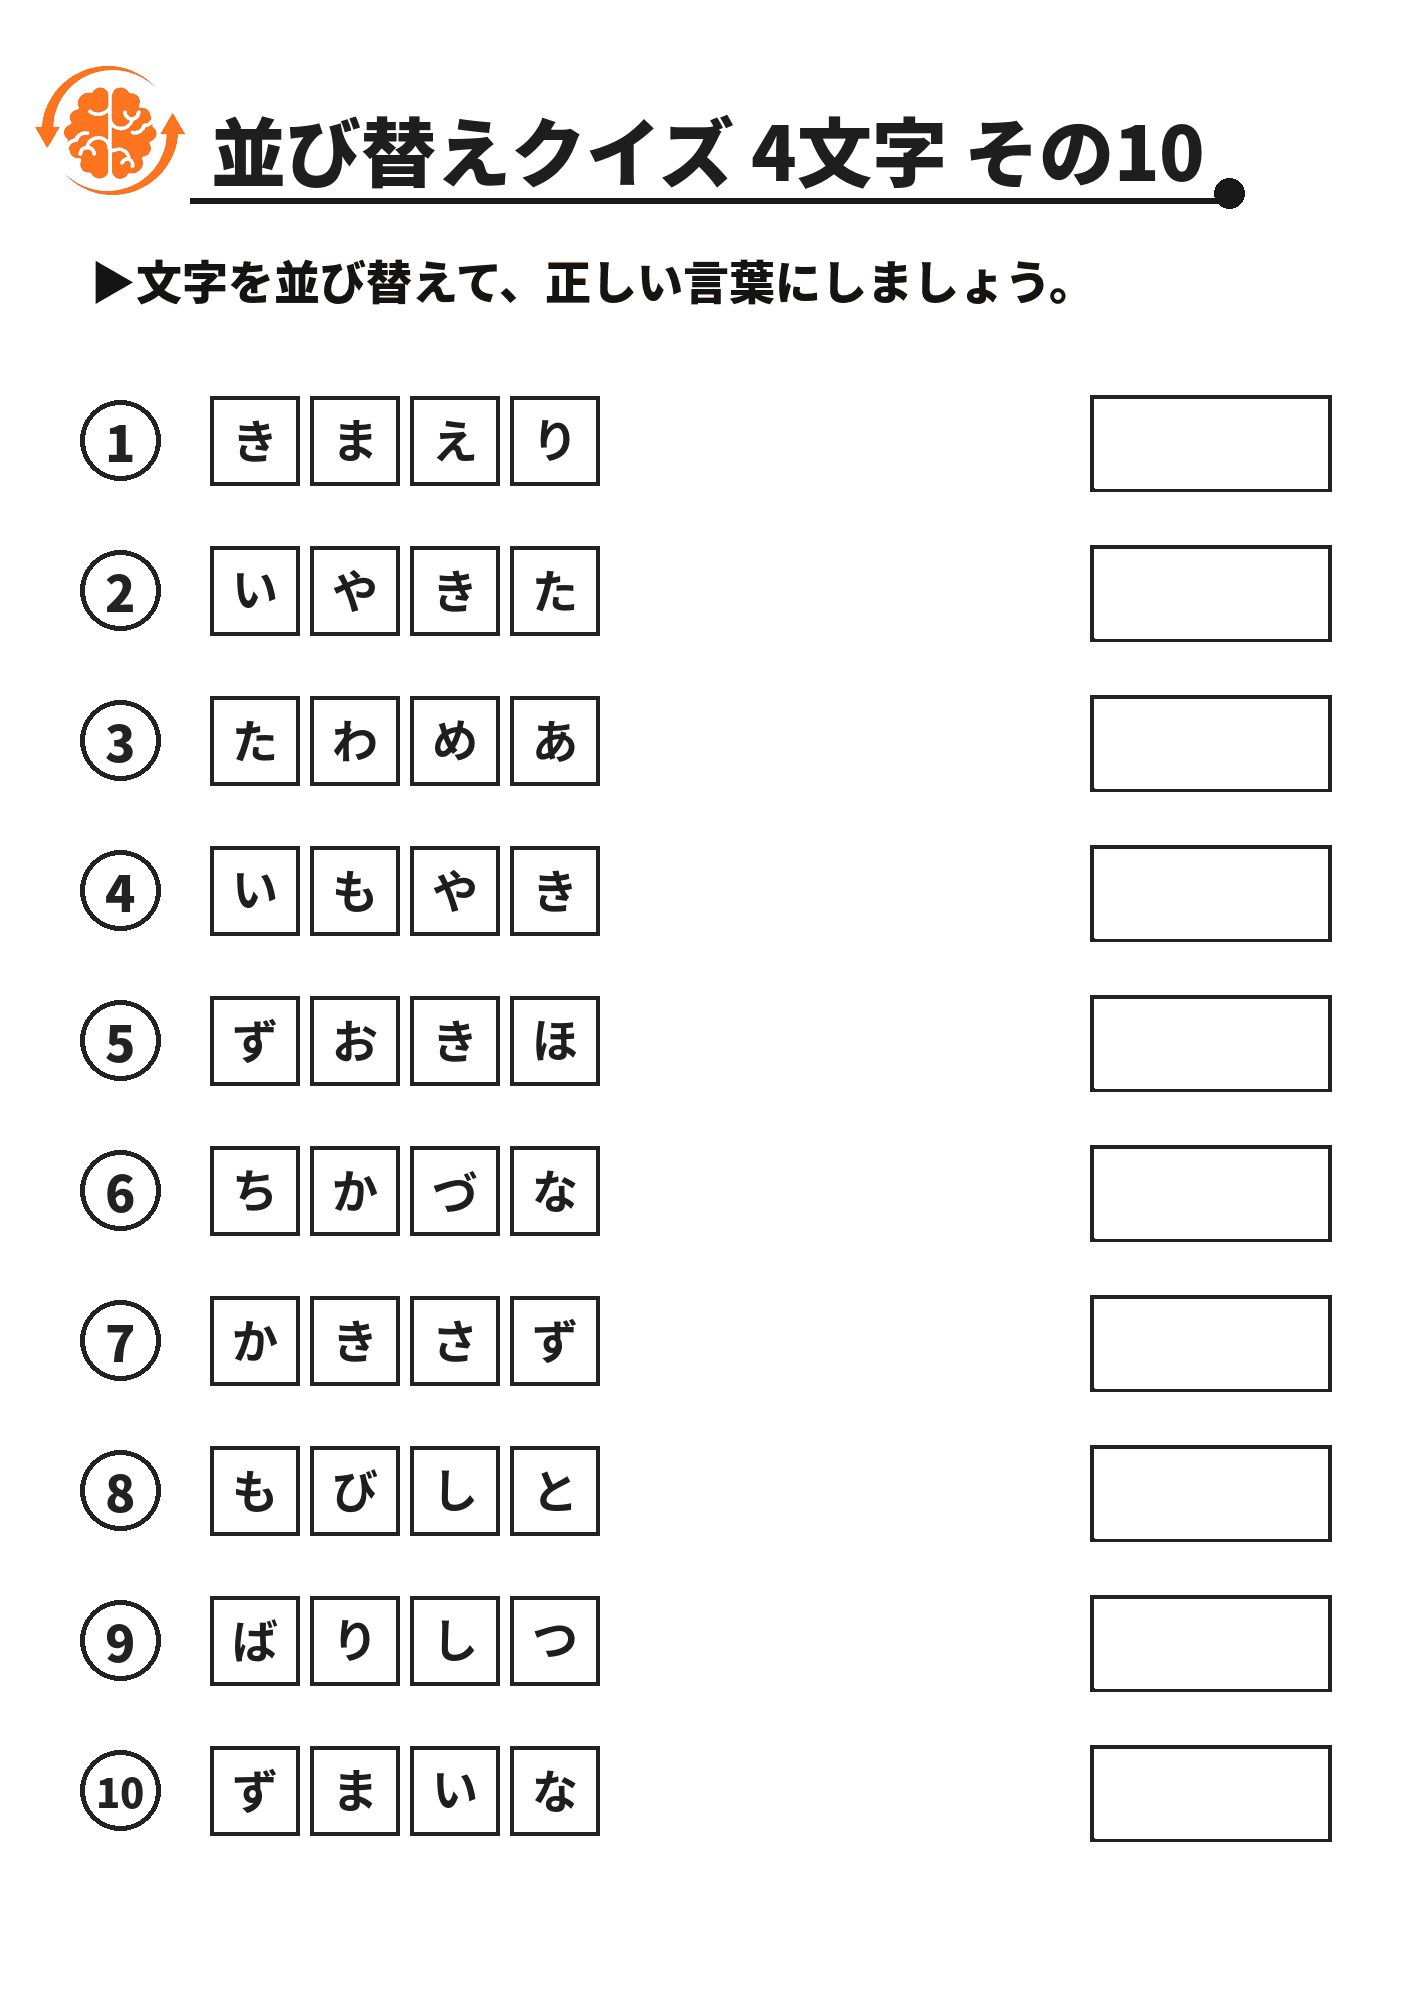 並び替えクイズ 4文字 その10
▶文字を並び替えて、正しい言葉にしましょう。
1 き ま え り
2 い や き た
3 た わ め あ
4 い も や き
5 ず お き ほ
6 ち か づ な
7 か き さ ず
8 も び し と
9 ば り し つ
10 ず ま い な